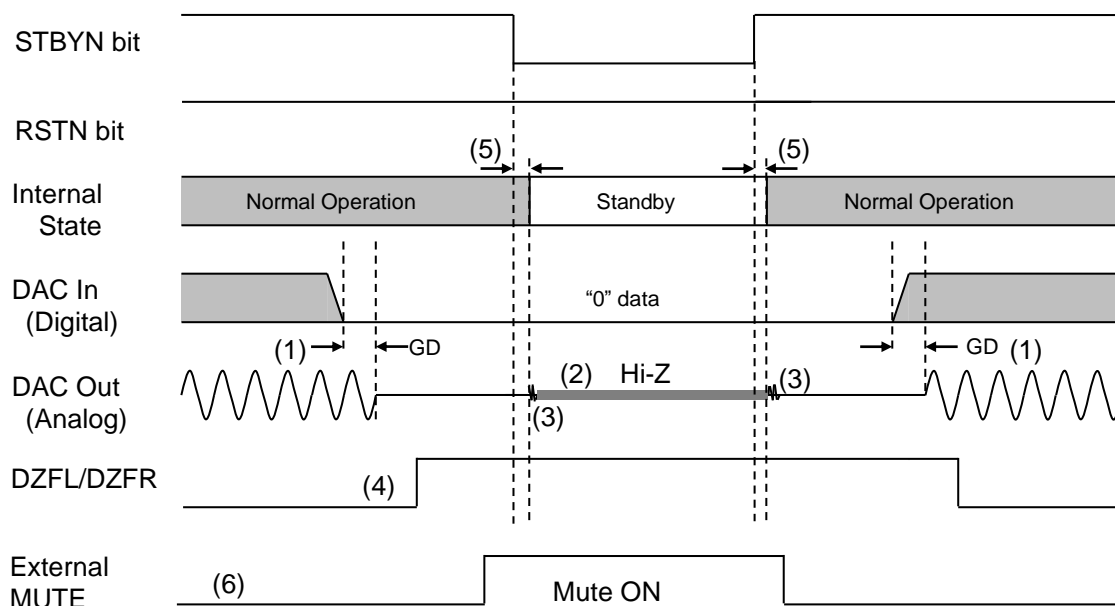 STBYN bit
RSTN bit
(5) (5)
Internal
State
Normal Operation Standby Normal Operation
DAC In
(Digital)
“0” data
(1) GD GD (1)
DAC Out
(Analog)
(2) Hi-Z
(3) (3)
DZFL/DZFR
(4)
External
MUTE
(6) Mute ON